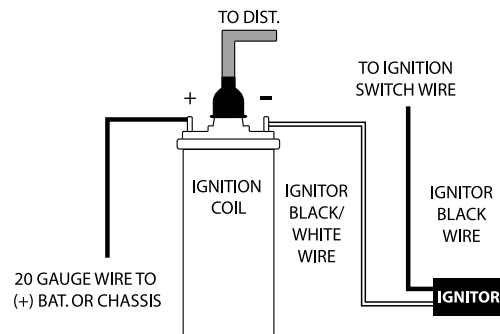 TO DIST.
TO IGNITION
SWITCH WIRE
+ –
IGNITION
COIL
IGNITOR
BLACK/
WHITE
WIRE
IGNITOR
BLACK
WIRE
20 GAUGE WIRE TO
(+) BAT. OR CHASSIS
IGNITOR